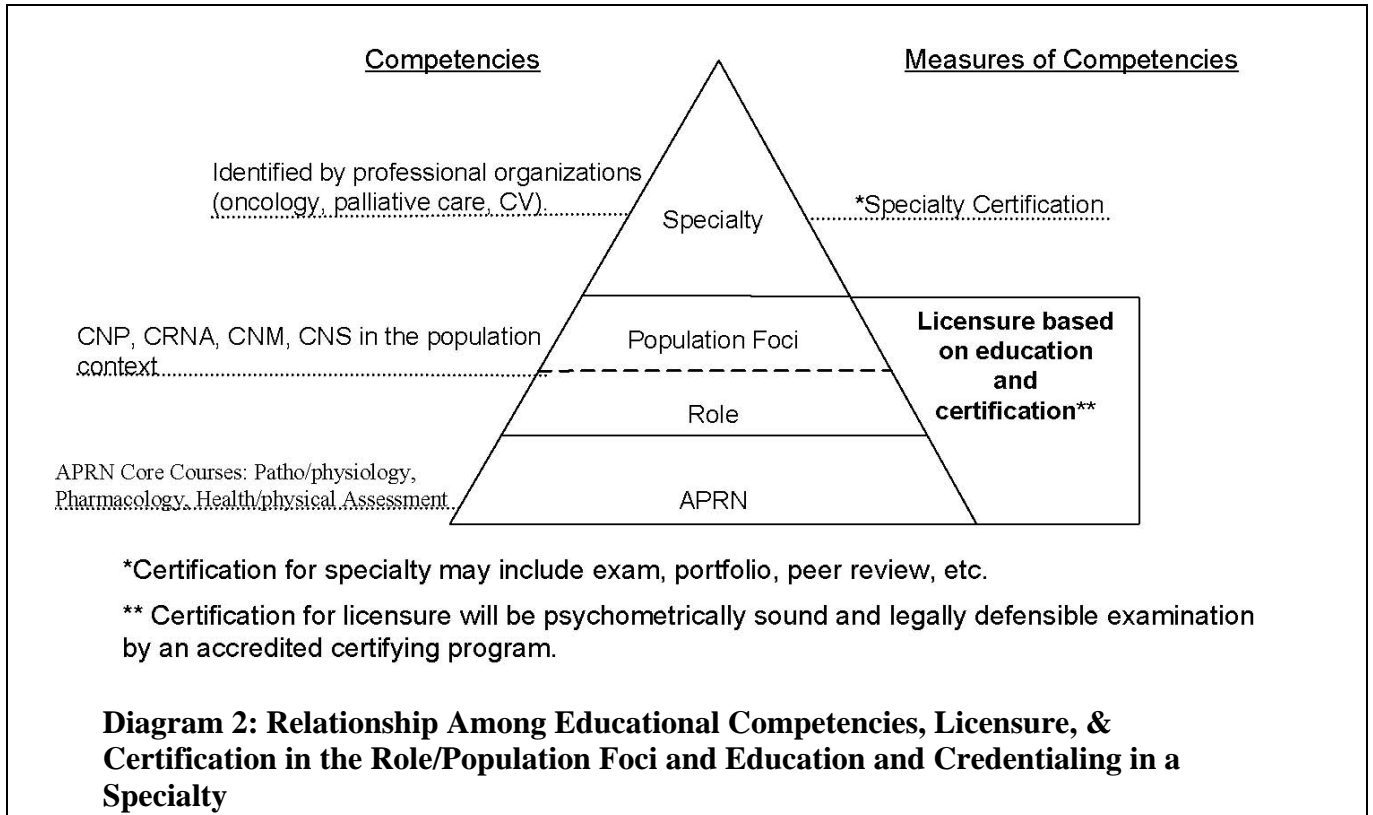 Competencies
Measures of Competencies
Identified by professional organizations
(oncology, palliative care, CV).
Specialty
*Specialty Certification
CNP, CRNA, CNM, CNS in the population
context
Population Foci
Licensure based
on education
and
certification**
Role
APRN Core Courses: Patho/physiology,
Pharmacology, Health/physical Assessment
APRN
*Certification for specialty may include exam, portfolio, peer review, etc.
** Certification for licensure will be psychometrically sound and legally defensible examination
by an accredited certifying program.
Diagram 2: Relationship Among Educational Competencies, Licensure, &
Certification in the Role/Population Foci and Education and Credentialing in a
Specialty